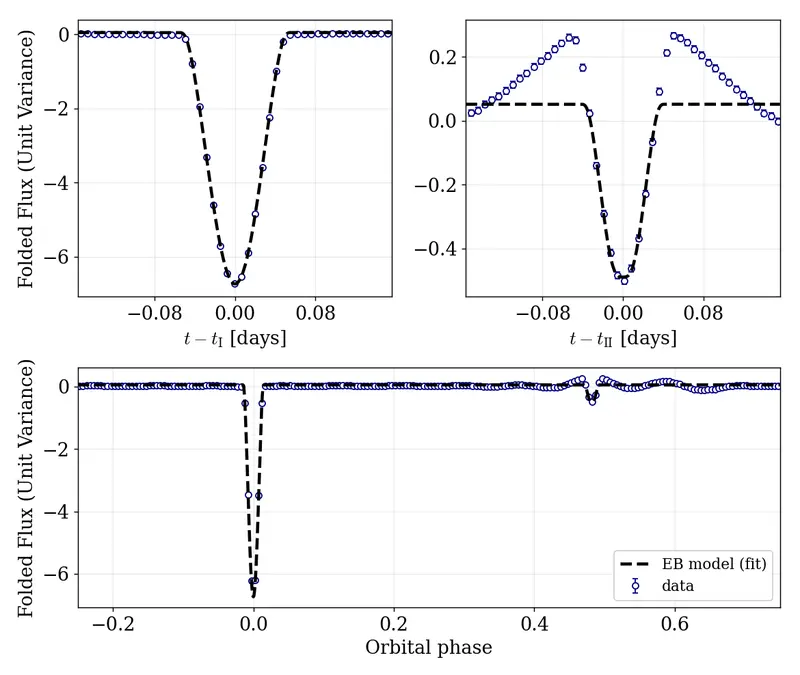 Folded Flux (Unit Variance)
0
−2
−4
−6
−0.08 0.00 0.08
t − t_I [days]
0.2
0.0
−0.2
−0.4
−0.08 0.00 0.08
t − t_II [days]
Folded Flux (Unit Variance)
0
−2
−4
−6
EB model (fit)
data
−0.2 0.0 0.2 0.4 0.6
Orbital phase